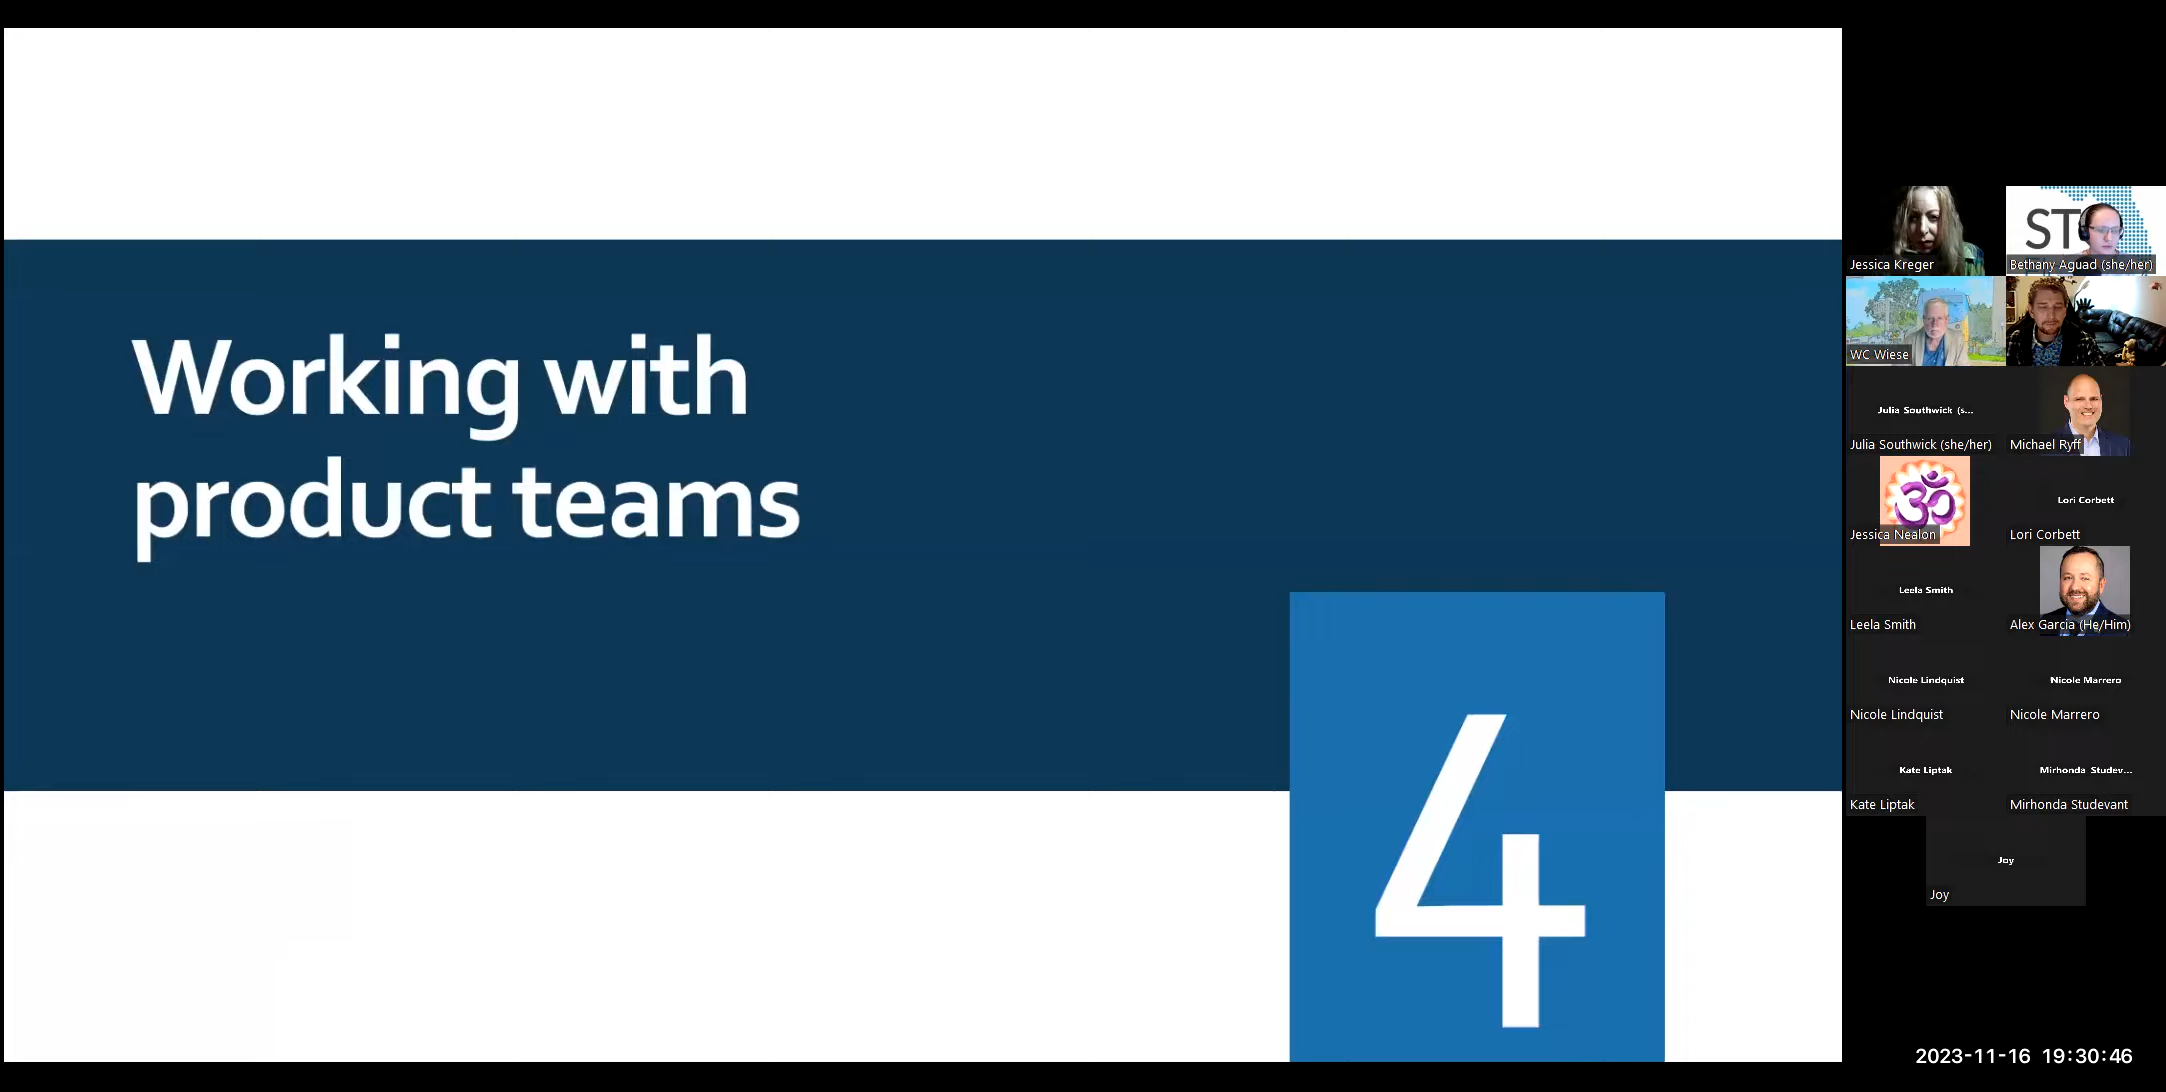 Working with
product teams
4
Jessica Kreger
ST
Bethany Aguad (she/her)
WC Wiese
Julia Southwick (s...
Julia Southwick (she/her)
Michael Ryff
ॐ
Jessica Nealon
Lori Corbett
Lori Corbett
Leela Smith
Leela Smith
Alex Garcia (He/Him)
Nicole Lindquist
Nicole Lindquist
Nicole Marrero
Nicole Marrero
Kate Liptak
Kate Liptak
Mirhonda Studev...
Mirhonda Studevant
Joy
Joy
2023-11-16 19:30:46